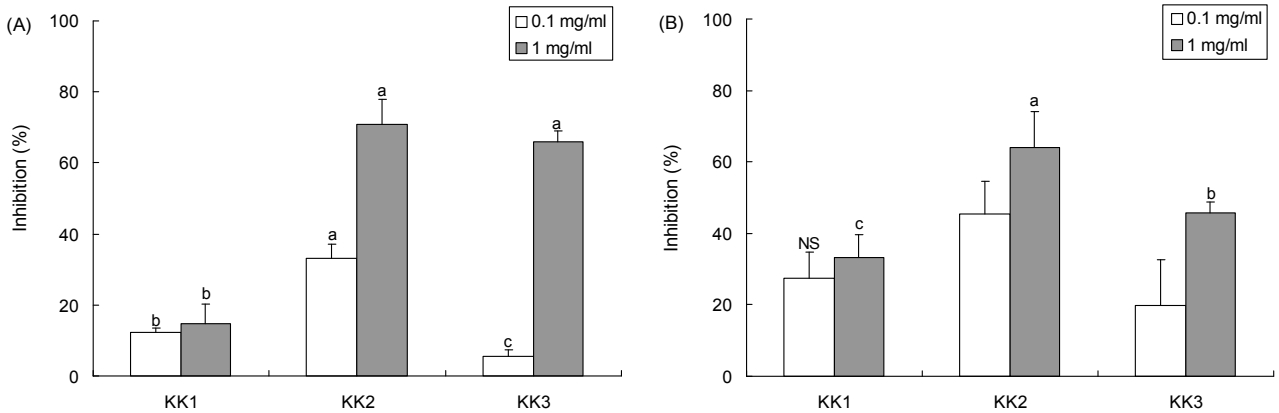 (A)
Inhibition (%)
100
80
60
40
20
0
0.1 mg/ml
1 mg/ml
b
b
a
a
c
a
KK1 KK2 KK3
(B)
Inhibition (%)
100
80
60
40
20
0
0.1 mg/ml
1 mg/ml
NS
c
a
b
KK1 KK2 KK3